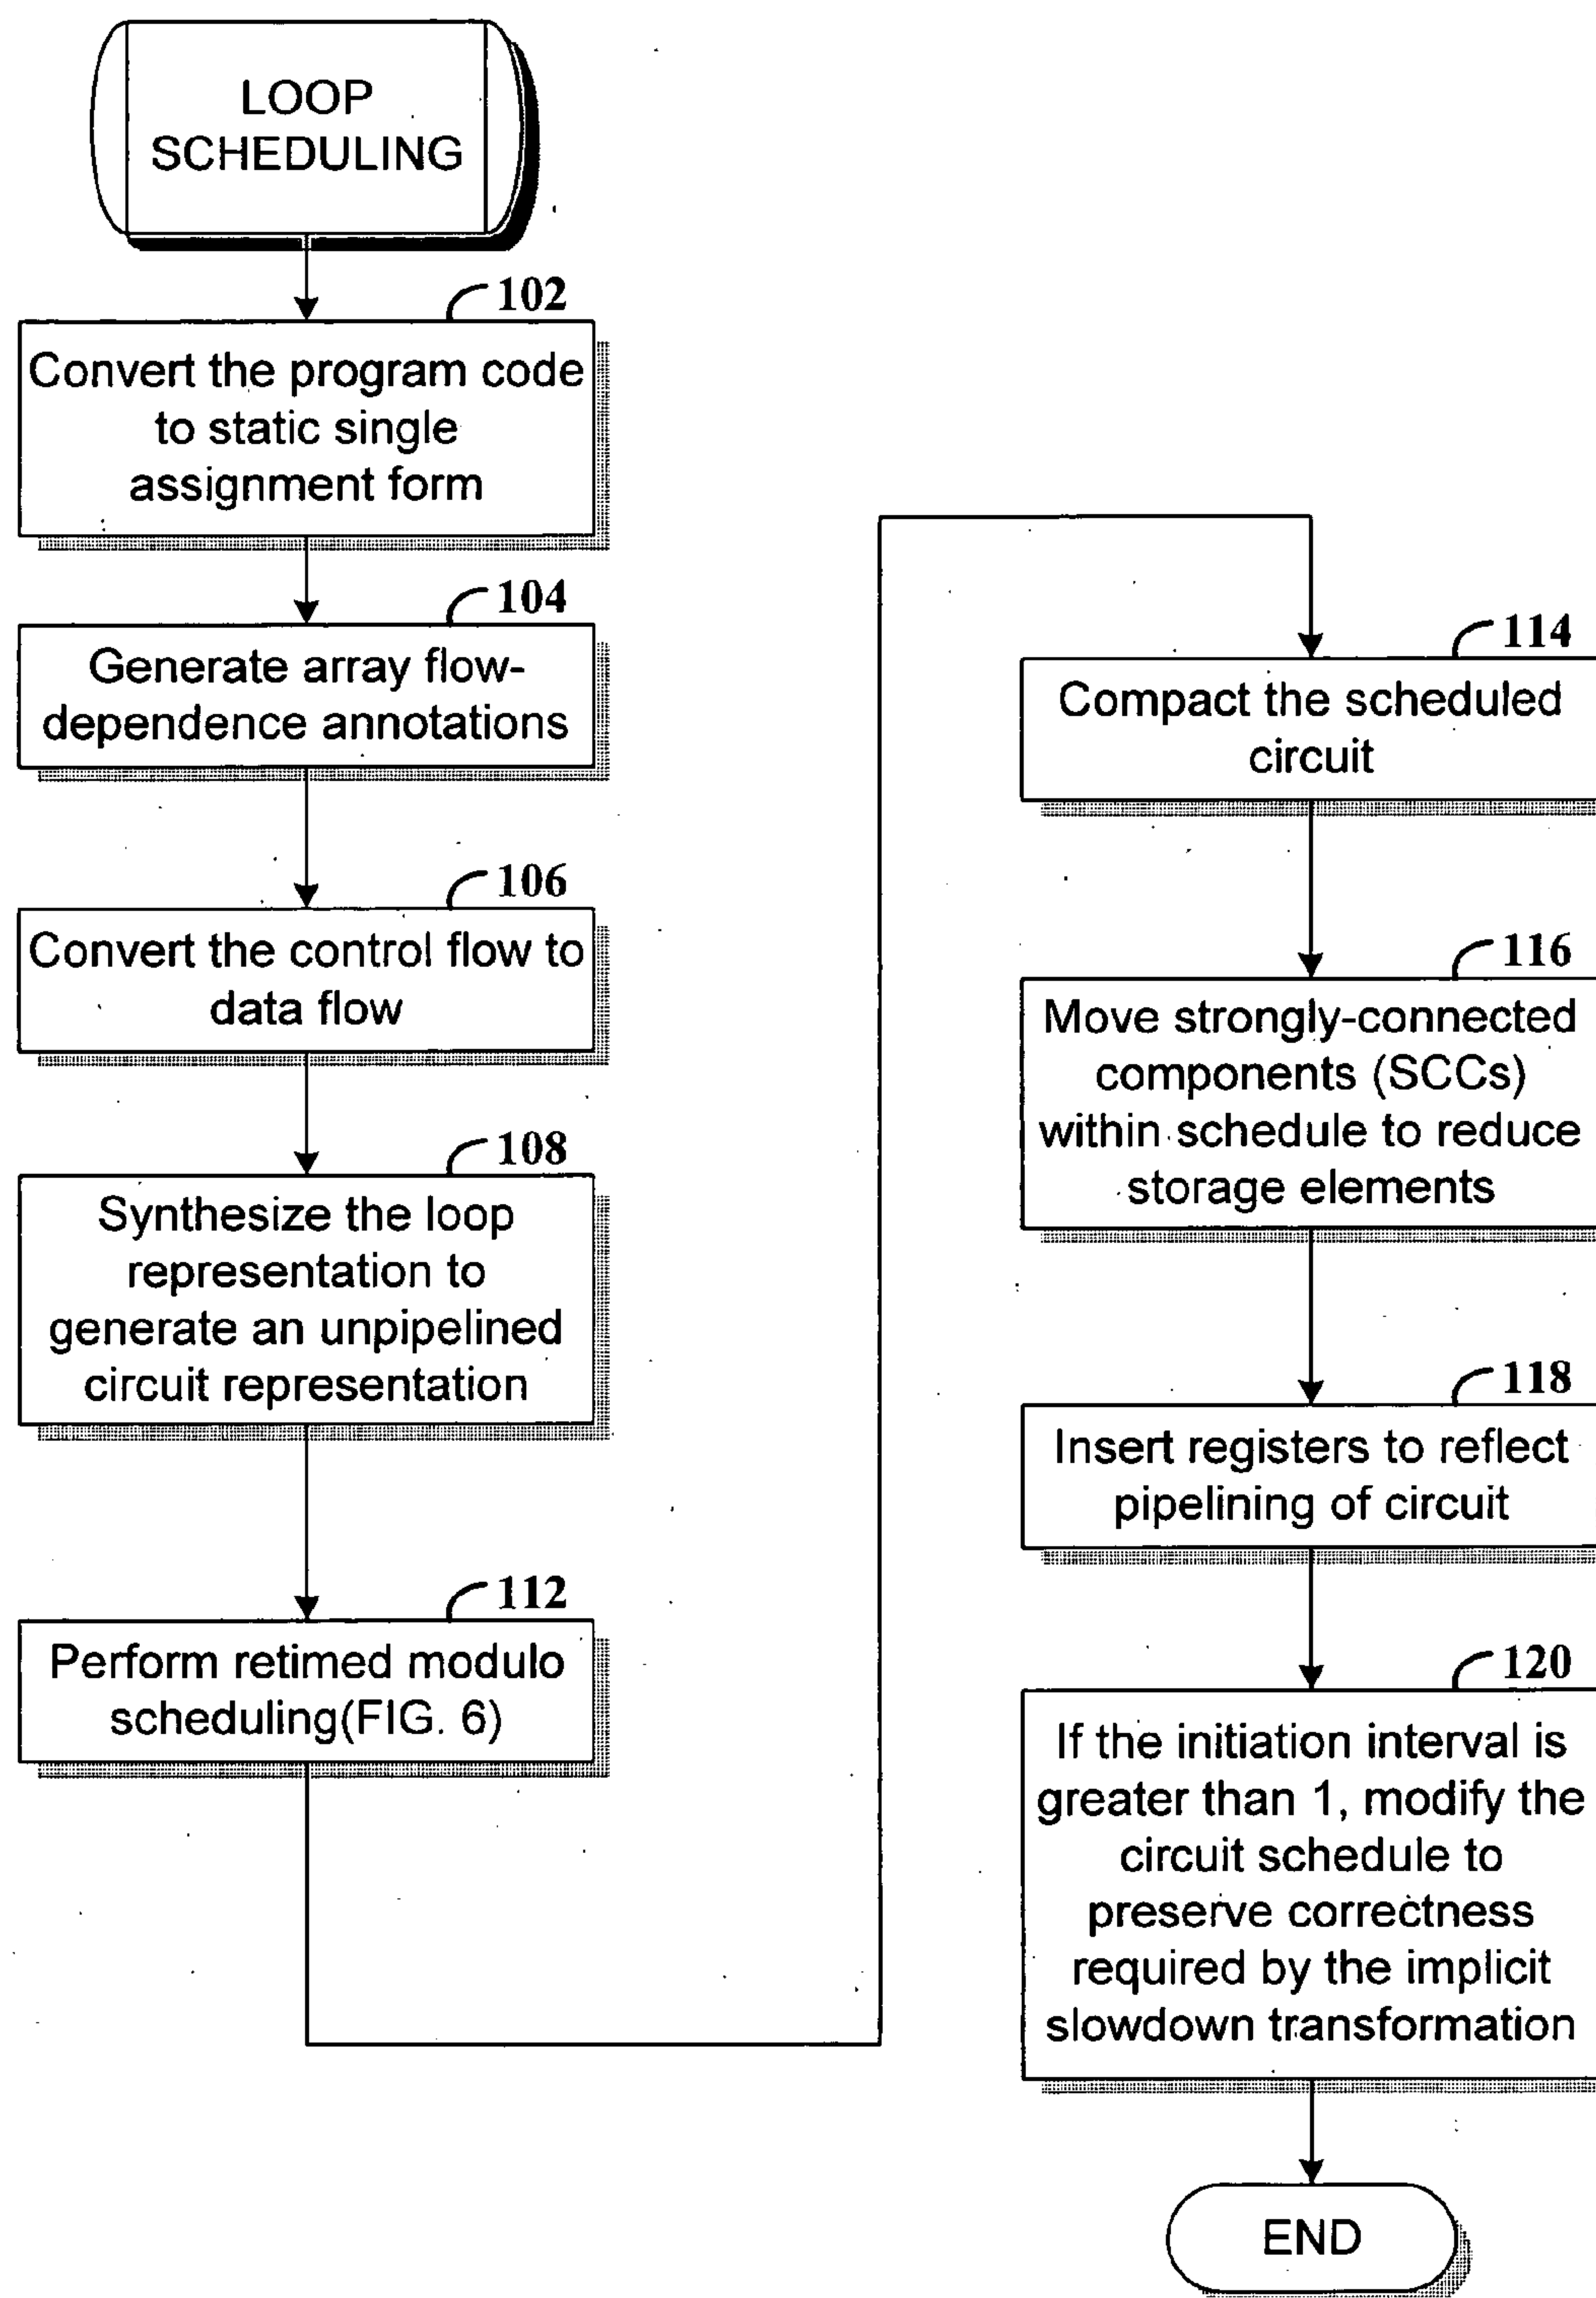 LOOP
SCHEDULING
102
Convert the program code
to static single
assignment form
104
Generate array flow-
dependence annotations
106
Convert the control flow to
data flow
108
Synthesize the loop
representation to
generate an unpipelined
circuit representation
112
Perform retimed modulo
scheduling(FIG. 6)
114
Compact the scheduled
circuit
116
Move strongly-connected
components (SCCs)
within schedule to reduce
storage elements
118
Insert registers to reflect
pipelining of circuit
120
If the initiation interval is
greater than 1, modify the
circuit schedule to
preserve correctness
required by the implicit
slowdown transformation
END